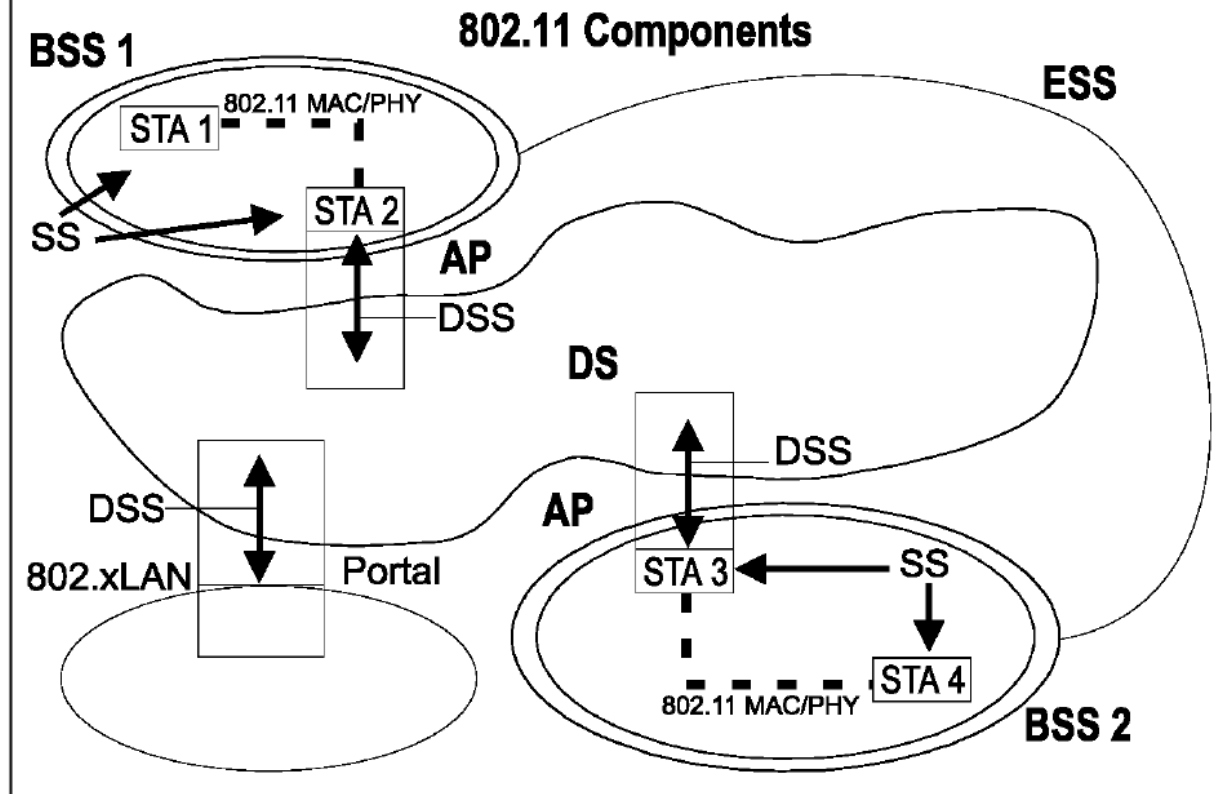 802.11 Components
BSS 1
ESS
802.11 MAC/PHY
STA 1
STA 2
SS
AP
DSS
DS
DSS
DSS
AP
802.xLAN
Portal
STA 3
SS
STA 4
802.11 MAC/PHY
BSS 2